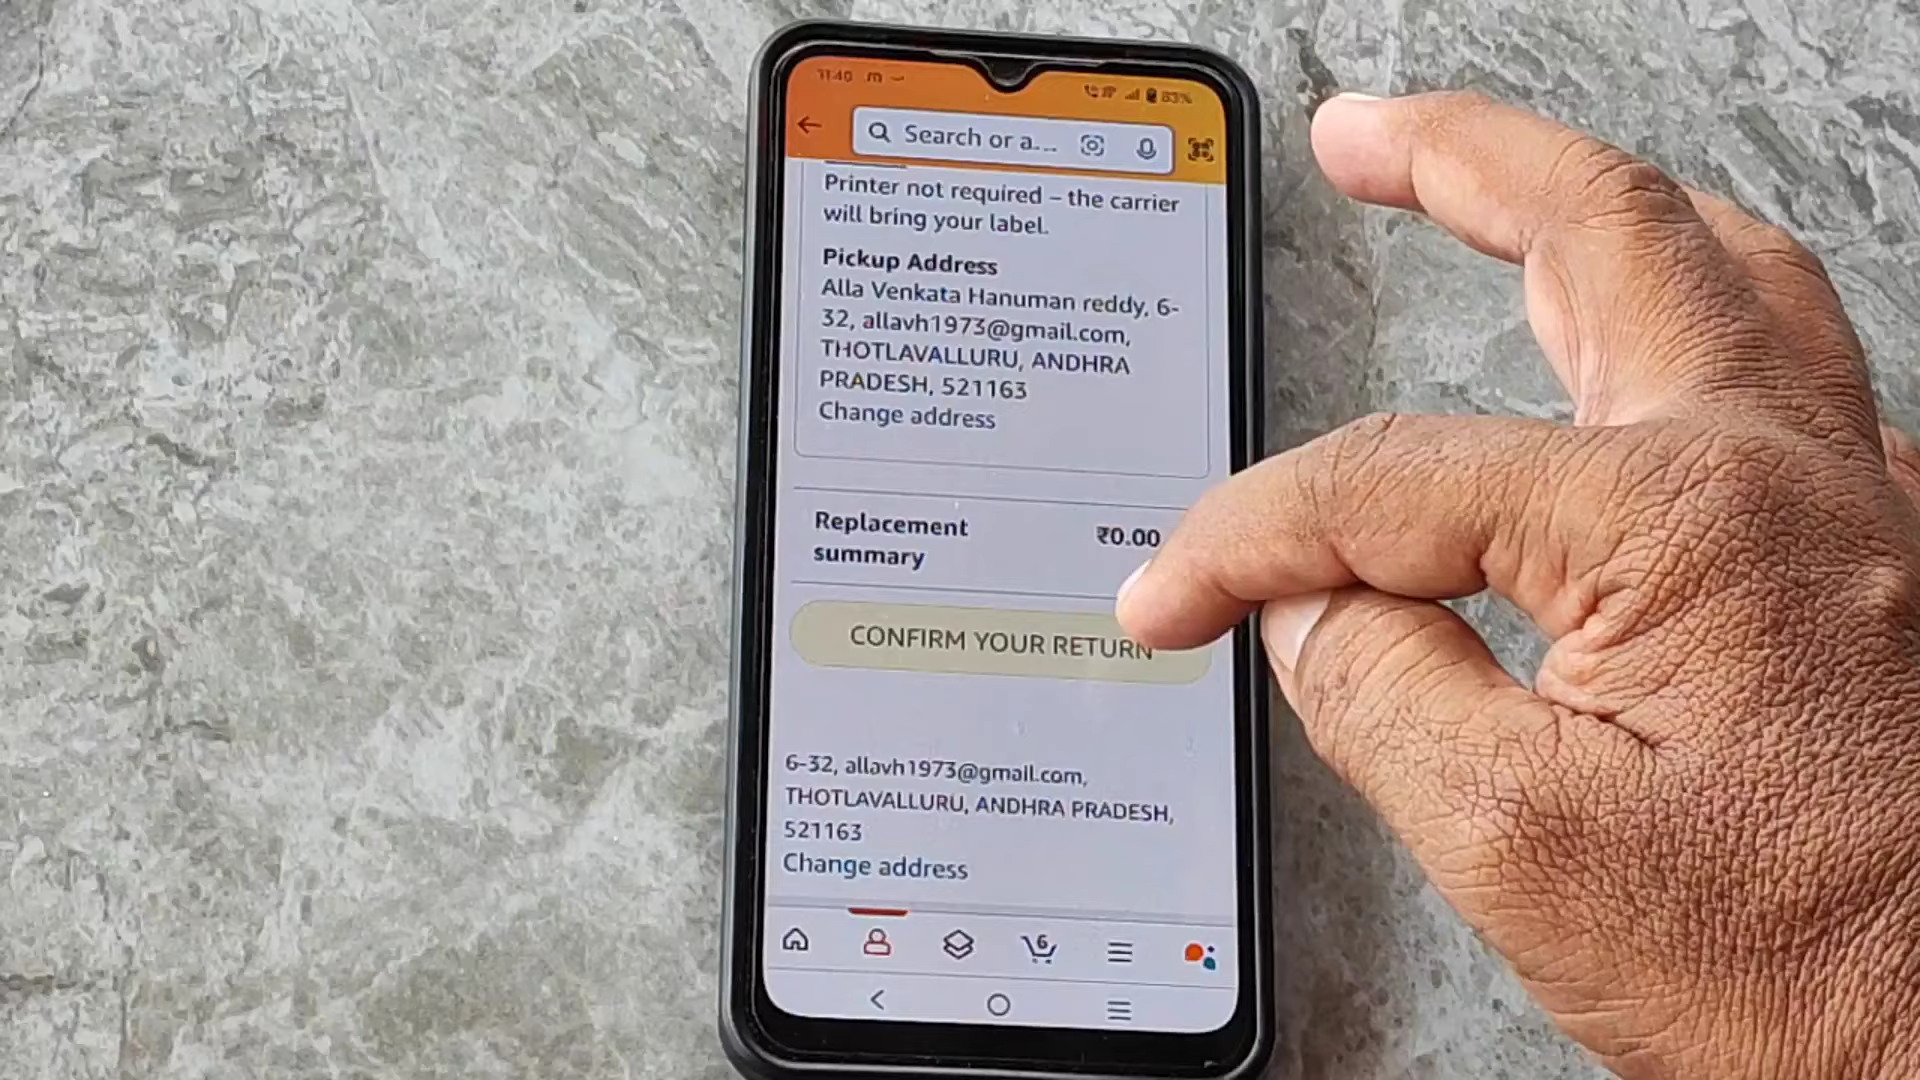 11:40
83%
Search or a...
Printer not required – the carrier
will bring your label.
Pickup Address
Alla Venkata Hanuman reddy, 6-
32, allavh1973@gmail.com,
THOTLAVALLURU, ANDHRA
PRADESH, 521163
Change address
Replacement
summary
₹0.00
CONFIRM YOUR RETURN
6-32, allavh1973@gmail.com,
THOTLAVALLURU, ANDHRA PRADESH,
521163
Change address
6